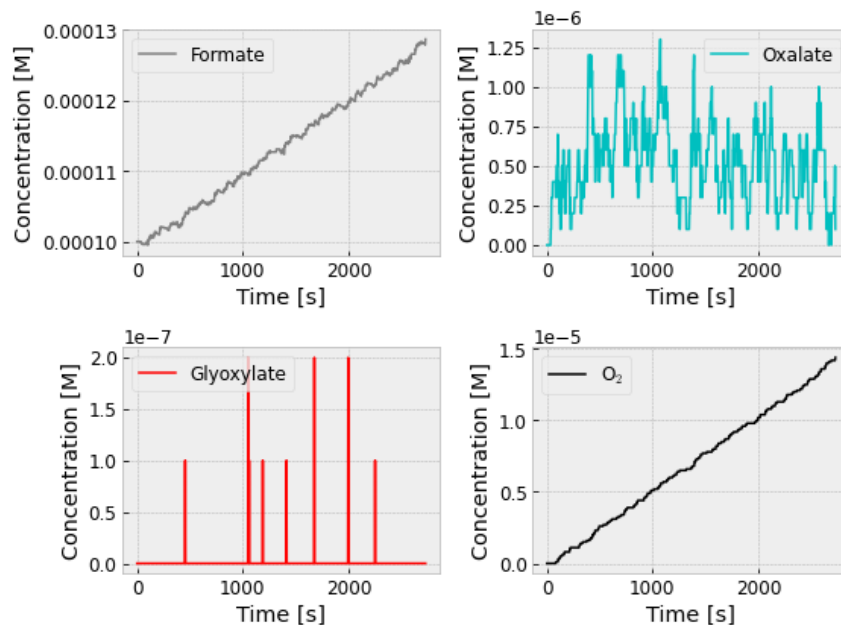 0.00013
0.00012
0.00011
0.00010
Concentration [M]
Formate
0
1000
2000
Time [s]
1e−6
1.25
1.00
0.75
0.50
0.25
0.00
Concentration [M]
Oxalate
0
1000
2000
Time [s]
1e−7
2.0
1.5
1.0
0.5
0.0
Concentration [M]
Glyoxylate
0
1000
2000
Time [s]
1e−5
1.5
1.0
0.5
0.0
Concentration [M]
O₂
0
1000
2000
Time [s]